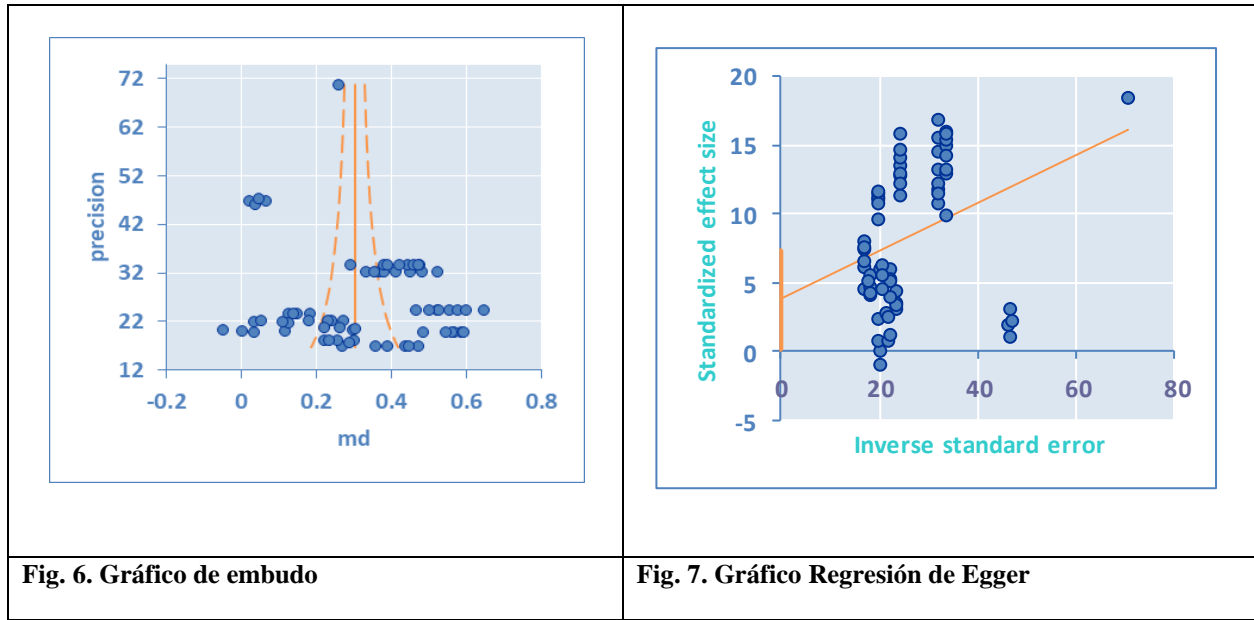 72
62
52
42
32
22
12
precision
-0.2 0 0.2 0.4 0.6 0.8
md
20
15
10
5
0
-5
Standardized effect size
0 20 40 60 80
Inverse standard error
Fig. 6. Gráfico de embudo
Fig. 7. Gráfico Regresión de Egger